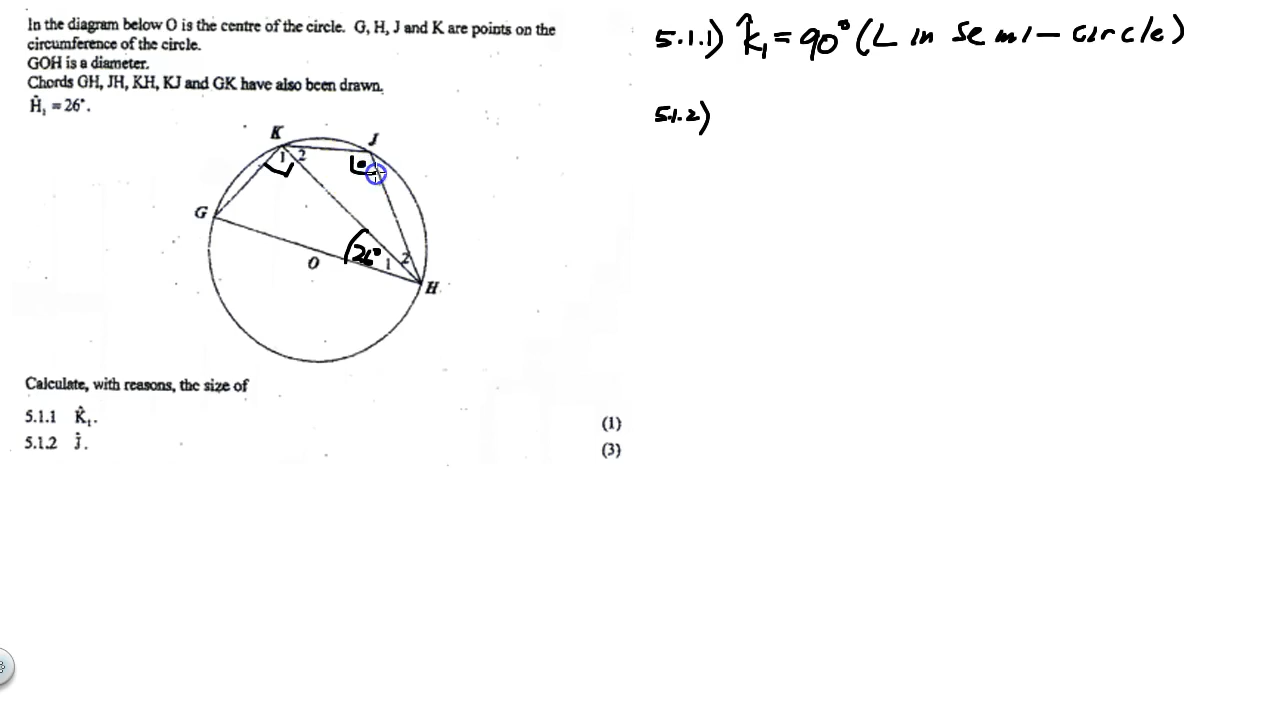 In the diagram below O is the centre of the circle. G, H, J and K are points on the
circumference of the circle.
GOH is a diameter.
Chords GH, JH, KH, KJ and GK have also been drawn.
Ĥ₁ = 26°.
K
J
1 2
G
26°
O
1
2
H
Calculate, with reasons, the size of
5.1.1 K̂₁. (1)
5.1.2 Ĵ. (3)
5.1.1) k̂₁ = 90° (∠ in semi-circle)
5.1.2)